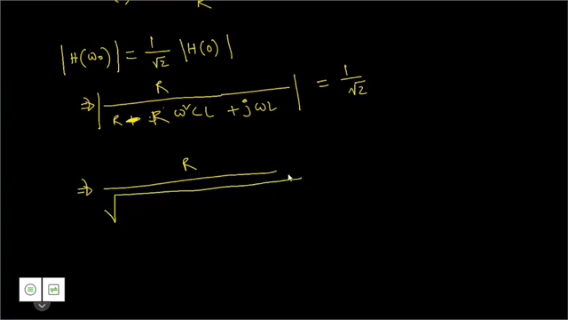 R
|H(ω₀)| = 1/√2 |H(0)|
⇒ | R / (R - R ω²CL + jωL) | = 1/√2
⇒ R / √